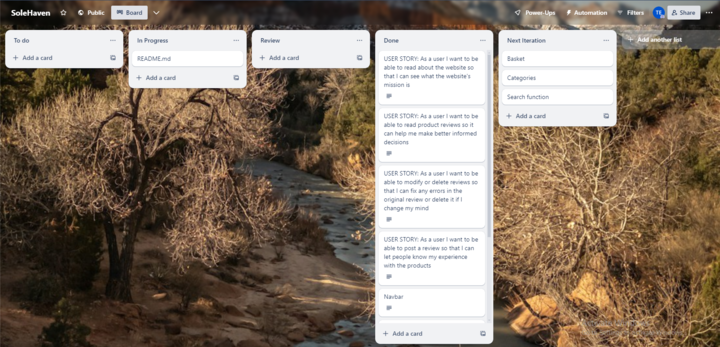 SoleHaven
Public
Board
Power-Ups
Automation
Filters
TE
Share
To do
Add a card
In Progress
README.md
Add a card
Review
Add a card
Done
USER STORY: As a user I want to be
able to read about the website so
that I can see what the website's
mission is
USER STORY: As a user I want to be
able to read product reviews so it
can help me make better informed
decisions
USER STORY: As a user I want to be
able to modify or delete reviews so
that I can fix any errors in the
original review or delete it if I
change my mind
USER STORY: As a user I want to be
able to post a review so that I can
let people know my experience
with the products
Navbar
Add a card
Next Iteration
Basket
Categories
Search function
Add a card
Add another list